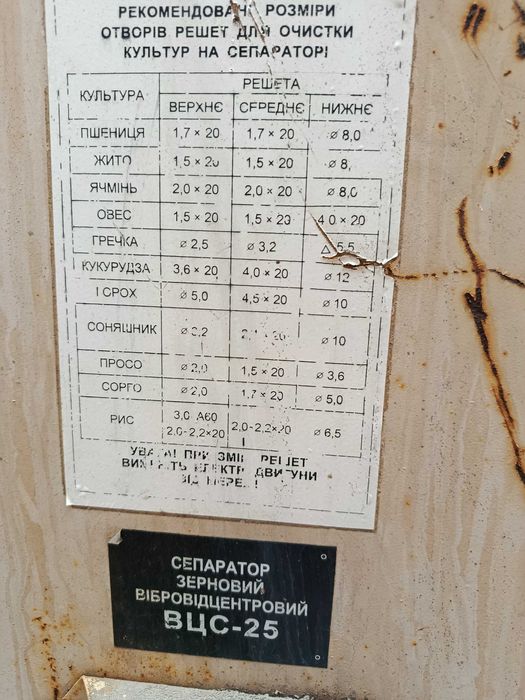 РЕКОМЕНДОВАНІ РОЗМІРИ
ОТВОРІВ РЕШЕТ ДЛЯ ОЧИСТКИ
КУЛЬТУР НА СЕПАРАТОРІ
КУЛЬТУРА РЕШЕТА
ВЕРХНЄ СЕРЕДНЄ НИЖНЄ
ПШЕНИЦЯ 1,7 × 20 1,7 × 20 ⌀ 8,0
ЖИТО 1,5 × 20 1,5 × 20 ⌀ 8,
ЯЧМІНЬ 2,0 × 20 2,0 × 20 ⌀ 8,0
ОВЕС 1,5 × 20 1,5 × 20 4,0 × 20
ГРЕЧКА ⌀ 2,5 ⌀ 3,2 △ 5,5
КУКУРУДЗА 3,6 × 20 4,0 × 20 ⌀ 12
ГОРОХ ⌀ 5,0 4,5 × 20 ⌀ 10
СОНЯШНИК ⌀ 10
ПРОСО ⌀ 2,0 1,5 × 20 ⌀ 3,6
СОРГО ⌀ 2,0 1,7 × 20 ⌀ 5,0
РИС 3,0 А60 2,0-2,2×20 ⌀ 6,5
2,0-2,2×20
УВАГА! ПРИ ЗМІНІ РЕШЕТ
ВИМКНІТЬ ЕЛЕКТРОДВИГУНИ
ВІД МЕРЕЖІ
СЕПАРАТОР
ЗЕРНОВИЙ
ВІБРОВІДЦЕНТРОВИЙ
ВЦС-25